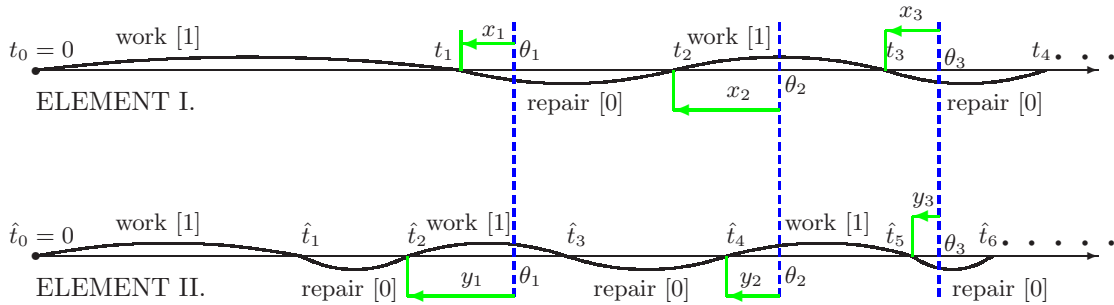 work [1] x₁ work [1] x₃
t₀ = 0 t₁ θ₁ t₂ t₃ θ₃ t₄ . . .
ELEMENT I. repair [0] x₂ θ₂ repair [0]
work [1] work [1] work [1] y₃
t̂₀ = 0 t̂₁ t̂₂ t̂₃ t̂₄ t̂₅ θ₃ t̂₆ . . . . .
ELEMENT II. repair [0] y₁ θ₁ repair [0] y₂ θ₂ repair [0]